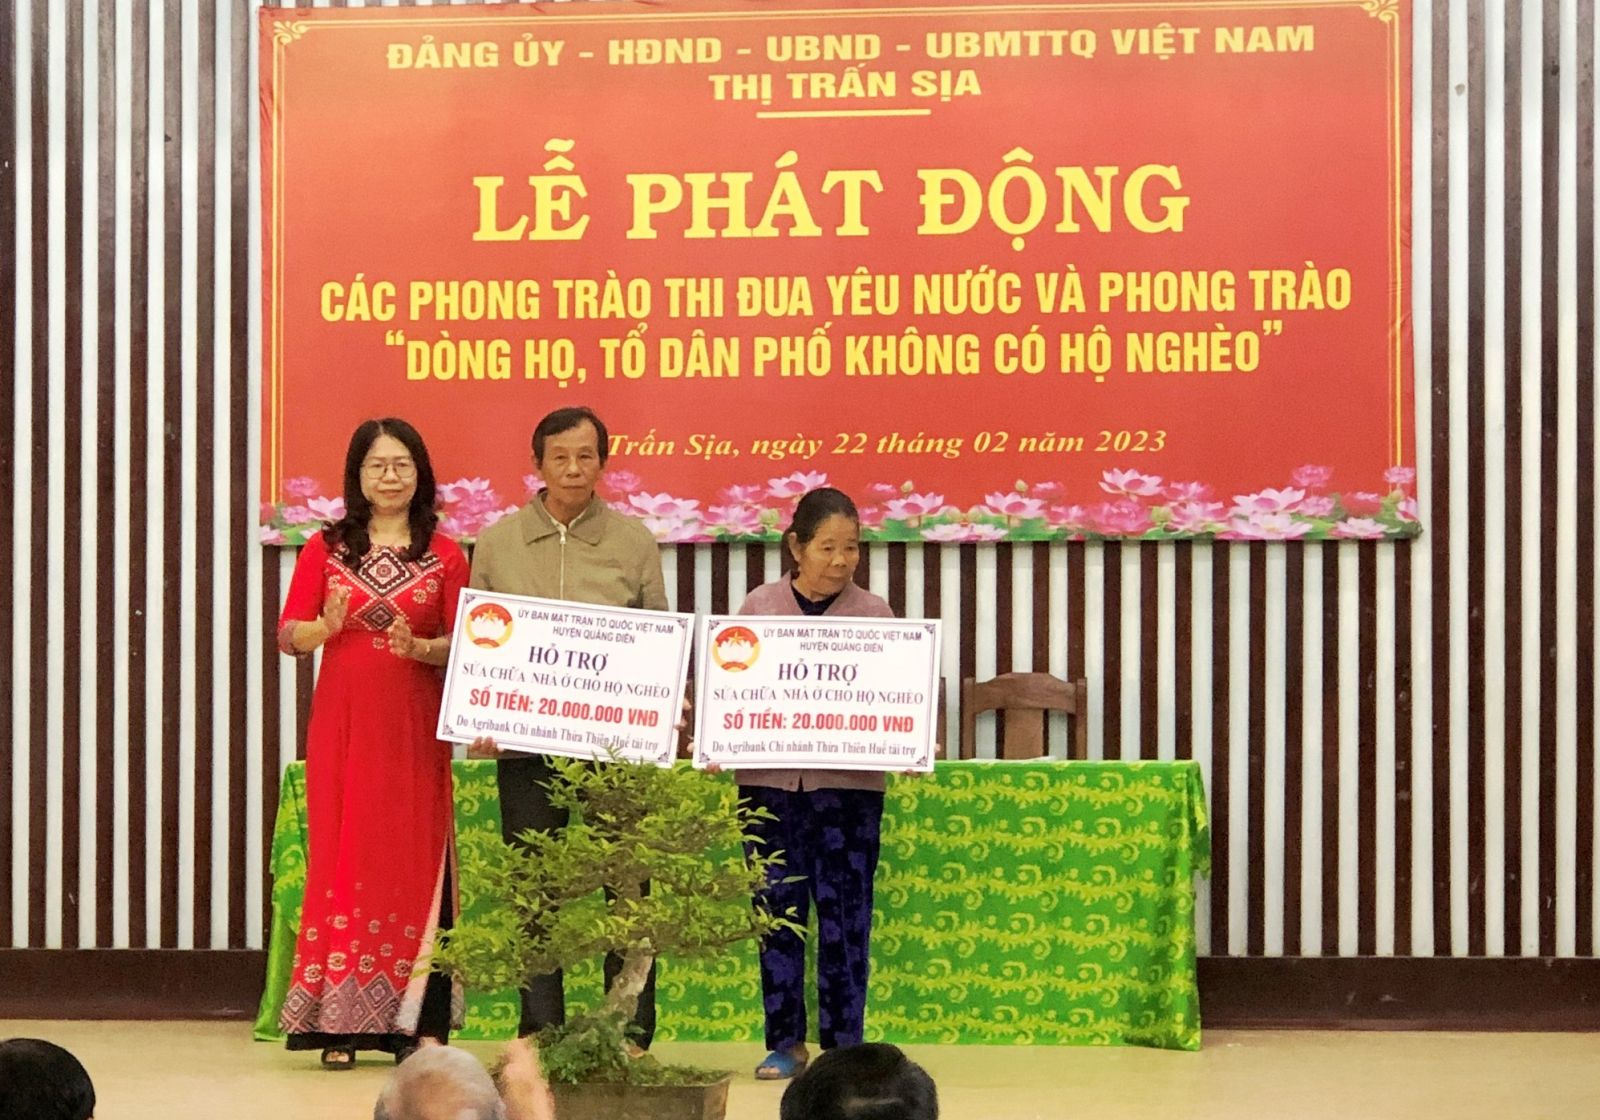 ĐẢNG ỦY - HĐND - UBND - UBMTTQ VIỆT NAM
THỊ TRẤN SỊA
LỄ PHÁT ĐỘNG
CÁC PHONG TRÀO THI ĐUA YÊU NƯỚC VÀ PHONG TRÀO
“DÒNG HỌ, TỔ DÂN PHỐ KHÔNG CÓ HỘ NGHÈO”
Trấn Sịa, ngày 22 tháng 02 năm 2023
ỦY BAN MẶT TRẬN TỔ QUỐC VIỆT NAM
HUYỆN QUẢNG ĐIỀN
HỖ TRỢ
SỬA CHỮA NHÀ Ở CHO HỘ NGHÈO
SỐ TIỀN: 20.000.000 VNĐ
Do Agribank Chi nhánh Thừa Thiên Huế tài trợ
ỦY BAN MẶT TRẬN TỔ QUỐC VIỆT NAM
HUYỆN QUẢNG ĐIỀN
HỖ TRỢ
SỬA CHỮA NHÀ Ở CHO HỘ NGHÈO
SỐ TIỀN: 20.000.000 VNĐ
Do Agribank Chi nhánh Thừa Thiên Huế tài trợ